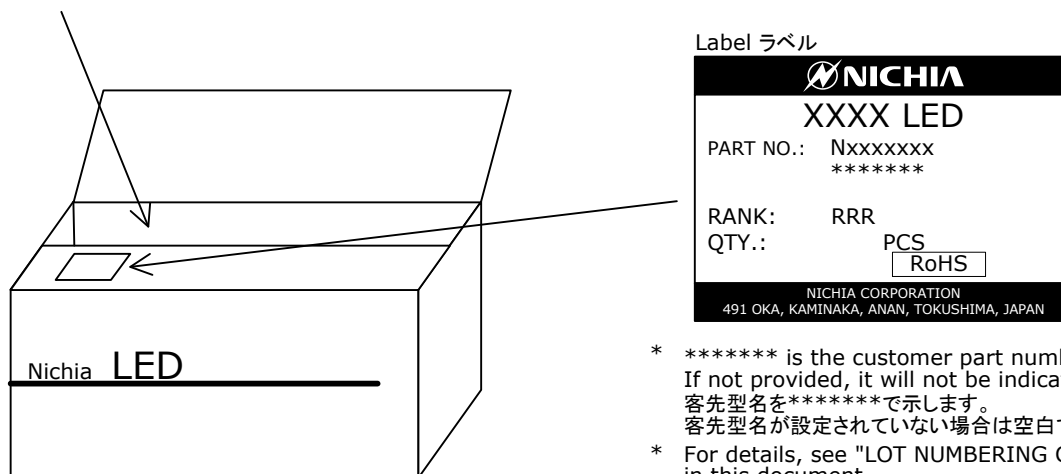 Label ラベル
NICHIA
XXXX LED
PART NO.: Nxxxxxxx
*******
RANK: RRR
QTY.: PCS
RoHS
NICHIA CORPORATION
491 OKA, KAMINAKA, ANAN, TOKUSHIMA, JAPAN
Nichia LED
* ******* is the customer part
If not provided, it will not be
客先型名を*******で示します。
客先型名が設定されていない場合は空白
* For details, see "LOT NUMBERING
in this document.